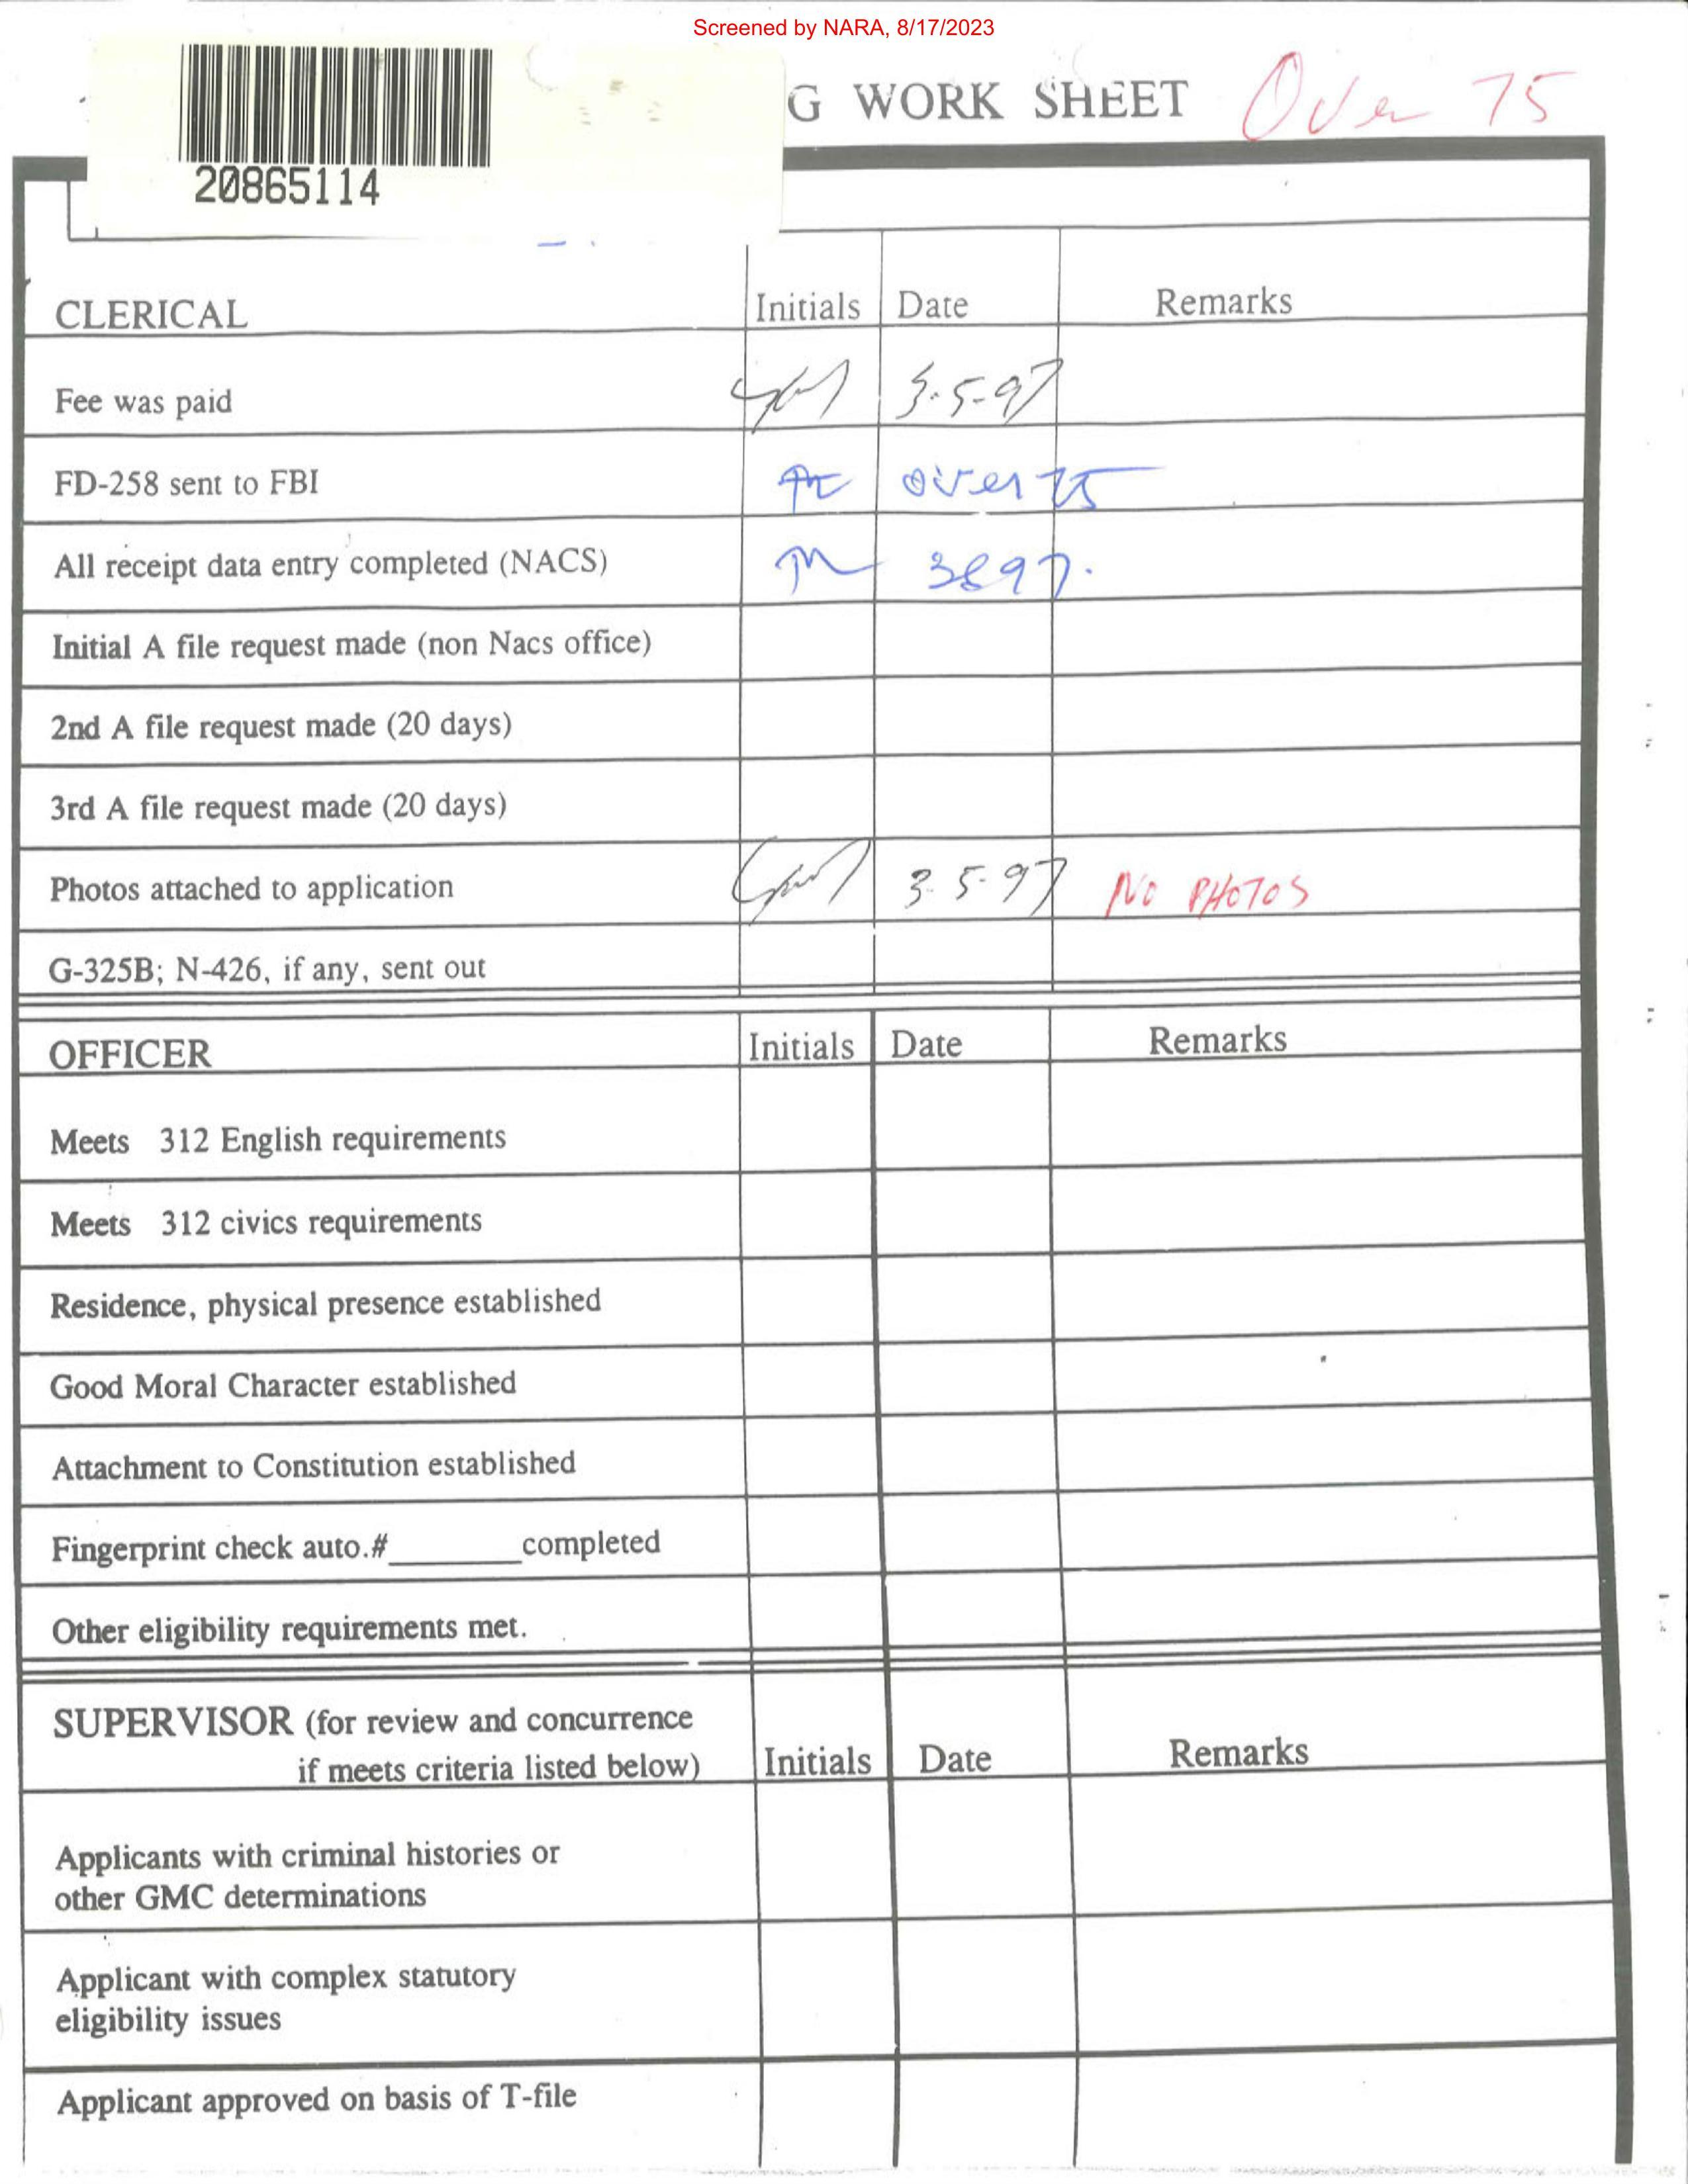 Screened by NARA, 8/17/2023
G WORK SHEET Over 75
20865114
CLERICAL Initials Date Remarks
Fee was paid 3-5-97
FD-258 sent to FBI over 75
All receipt data entry completed (NACS) 3897.
Initial A file request made (non Nacs office)
2nd A file request made (20 days)
3rd A file request made (20 days)
Photos attached to application 3-5-97 NO PHOTOS
G-325B; N-426, if any, sent out
OFFICER Initials Date Remarks
Meets 312 English requirements
Meets 312 civics requirements
Residence, physical presence established
Good Moral Character established
Attachment to Constitution established
Fingerprint check auto.#________completed
Other eligibility requirements met.
SUPERVISOR (for review and concurrence
if meets criteria listed below) Initials Date Remarks
Applicants with criminal histories or
other GMC determinations
Applicant with complex statutory
eligibility issues
Applicant approved on basis of T-file